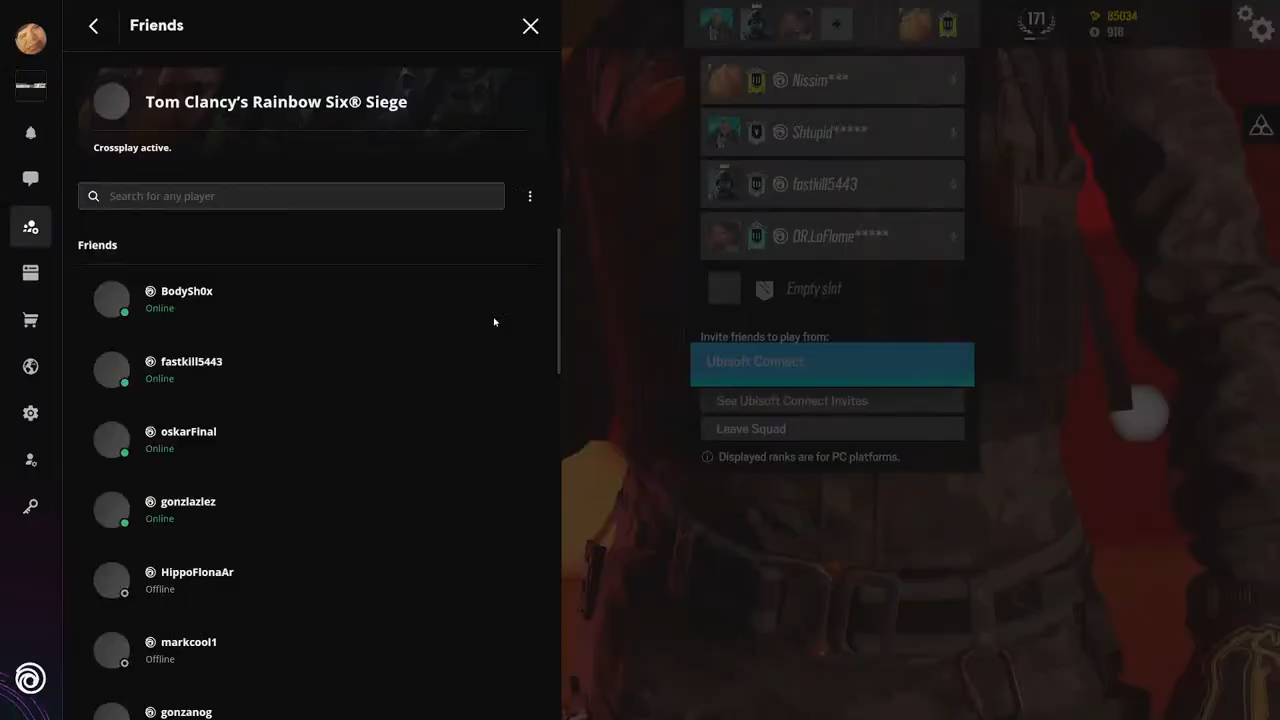 Friends
Tom Clancy's Rainbow Six® Siege
Crossplay active.
Search for any player
Friends
BodySh0x
Online
fastkill5443
Online
oskarFinal
Online
gonzlazlez
Online
HippoFlonaAr
Offline
markcool1
Offline
gonzanog
171
85034
918
Nissim***
Shtupid*****
fastkill5443
DR.LoFlome*****
Empty slot
Invite friends to play from:
Ubisoft Connect
See Ubisoft Connect Invites
Leave Squad
Displayed ranks are for PC platforms.